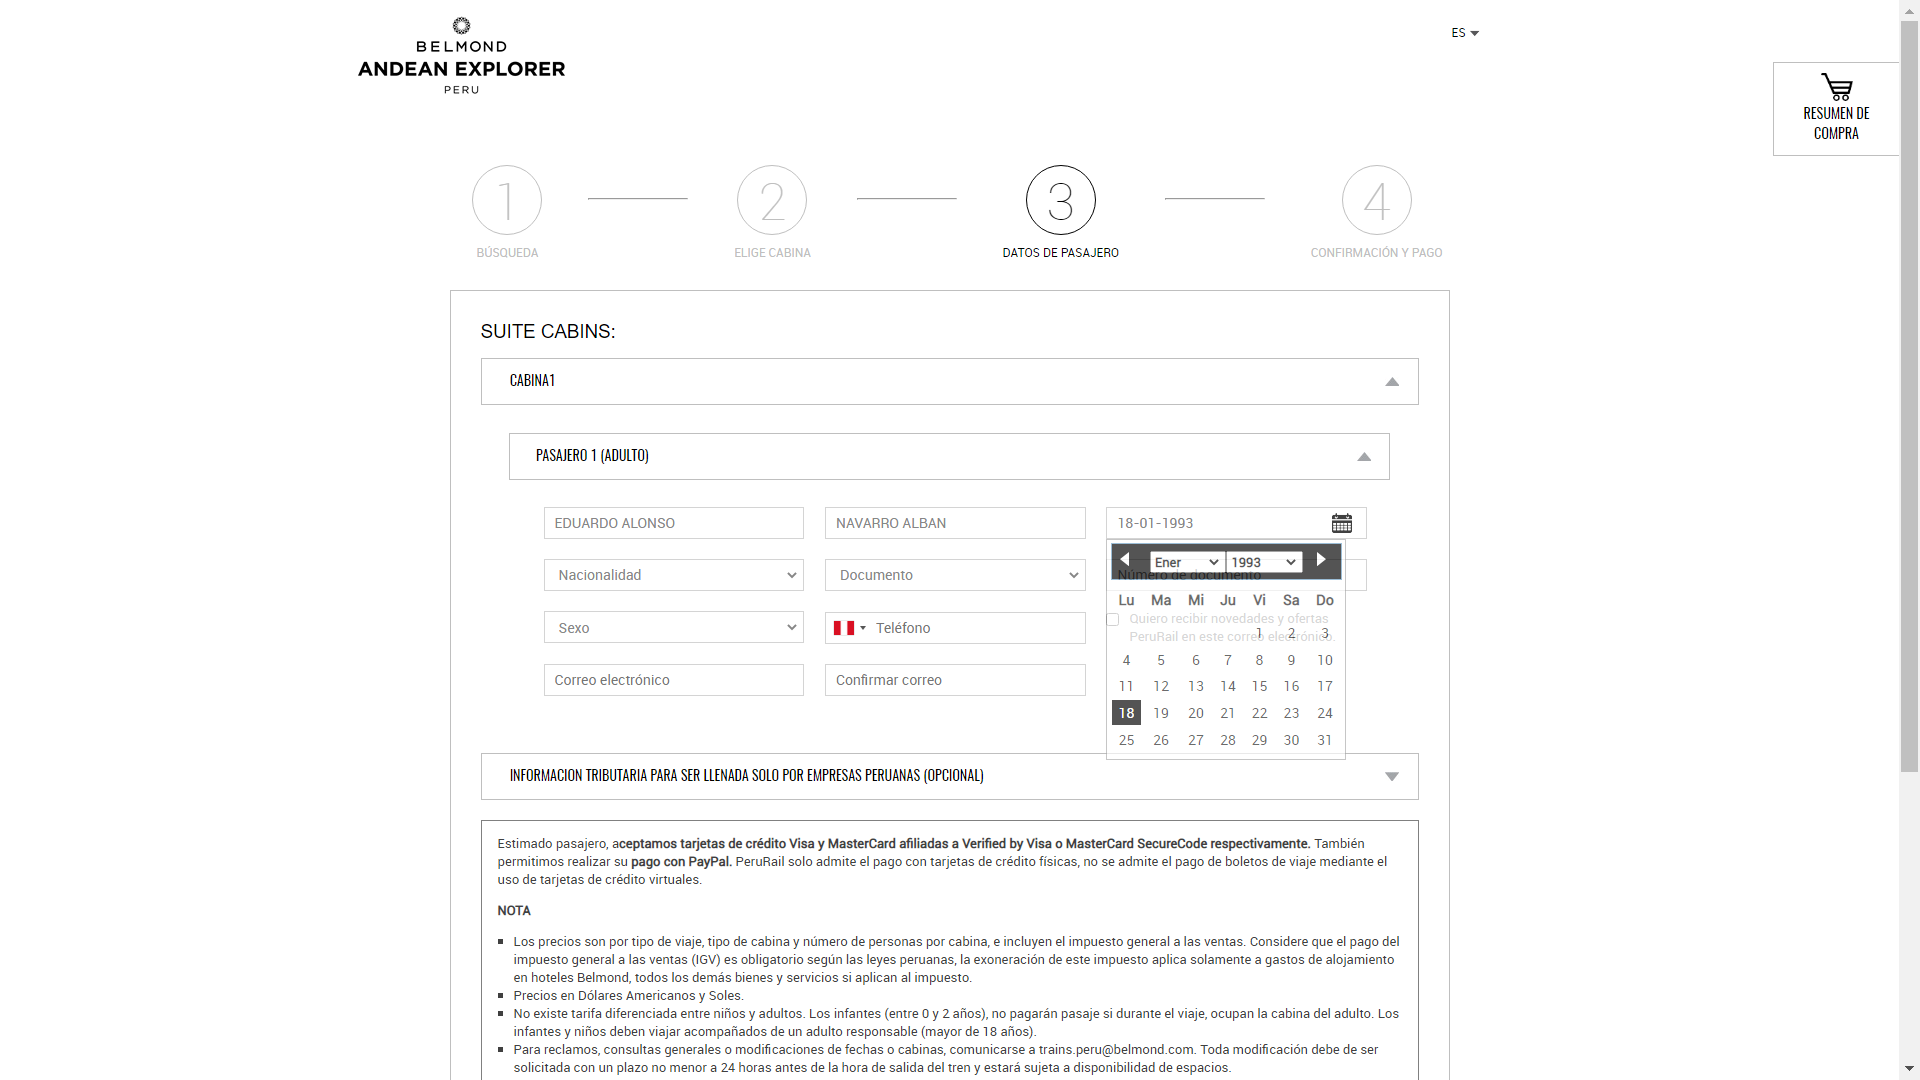 BELMOND
ANDEAN EXPLORER
PERU
ES
RESUMEN DE
COMPRA
1
2
3
4
BÚSQUEDA
ELIGE CABINA
DATOS DE PASAJERO
CONFIRMACIÓN Y PAGO
SUITE CABINS:
CABINA1
PASAJERO 1 (ADULTO)
EDUARDO ALONSO
NAVARRO ALBAN
18-01-1993
Nacionalidad
Documento
Número de documento
Ener
1993
Sexo
Teléfono
Quiero recibir novedades y ofertas
PeruRail en este correo electrónico.
Correo electrónico
Confirmar correo
Lu Ma Mi Ju Vi Sa Do
1 2 3
4 5 6 7 8 9 10
11 12 13 14 15 16 17
18 19 20 21 22 23 24
25 26 27 28 29 30 31
INFORMACION TRIBUTARIA PARA SER LLENADA SOLO POR EMPRESAS PERUANAS (OPCIONAL)
Estimado pasajero, aceptamos tarjetas de crédito Visa y MasterCard afiliadas a Verified by Visa o MasterCard SecureCode respectivamente. También
permitimos realizar su pago con PayPal. PeruRail solo admite el pago con tarjetas de crédito físicas, no se admite el pago de boletos de viaje mediante el
uso de tarjetas de crédito virtuales.
NOTA
Los precios son por tipo de viaje, tipo de cabina y número de personas por cabina, e incluyen el impuesto general a las ventas. Considere que el pago del
impuesto general a las ventas (IGV) es obligatorio según las leyes peruanas, la exoneración de este impuesto aplica solamente a gastos de alojamiento
en hoteles Belmond, todos los demás bienes y servicios si aplican al impuesto.
Precios en Dólares Americanos y Soles.
No existe tarifa diferenciada entre niños y adultos. Los infantes (entre 0 y 2 años), no pagarán pasaje si durante el viaje, ocupan la cabina del adulto. Los
infantes y niños deben viajar acompañados de un adulto responsable (mayor de 18 años).
Para reclamos, consultas generales o modificaciones de fechas o cabinas, comunicarse a trains.peru@belmond.com. Toda modificación debe de ser
solicitada con un plazo no menor a 24 horas antes de la hora de salida del tren y estará sujeta a disponibilidad de espacios.